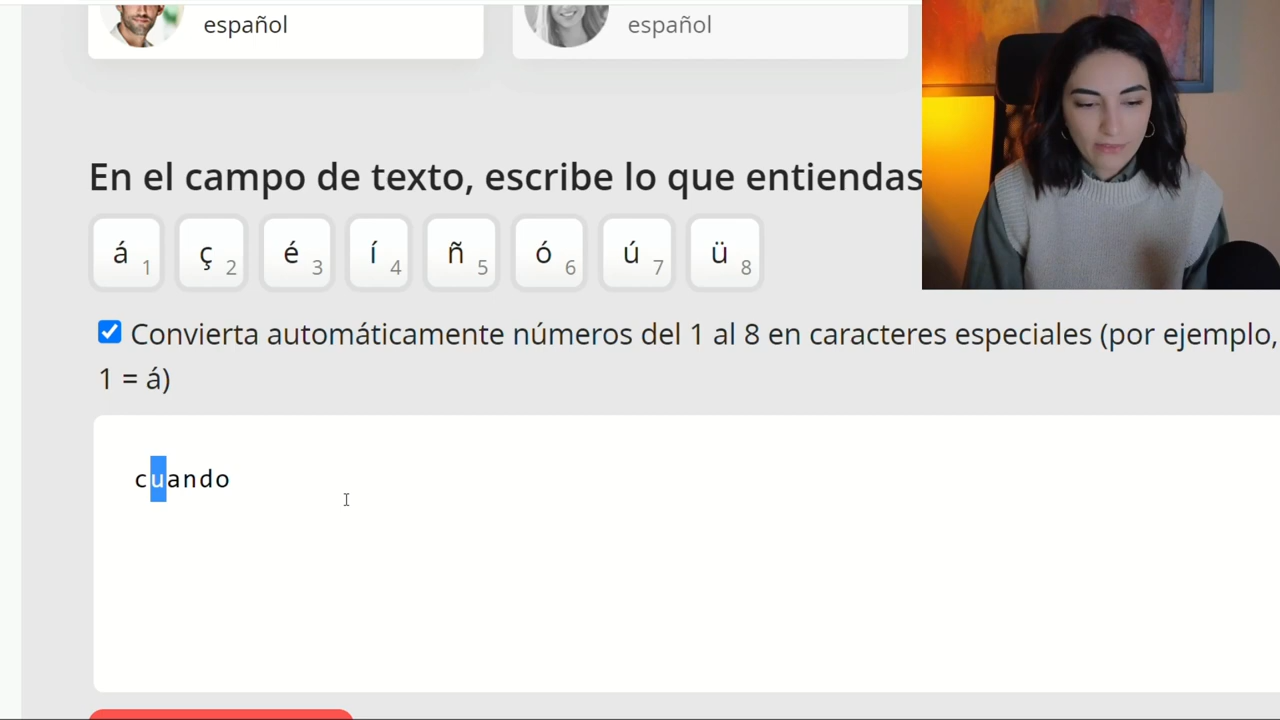 español
español
En el campo de texto, escribe lo que entiendas
á 1 ç 2 é 3 í 4 ñ 5 ó 6 ú 7 ü 8
Convierta automáticamente números del 1 al 8 en caracteres especiales (por ejemplo,
1 = á)
cuando